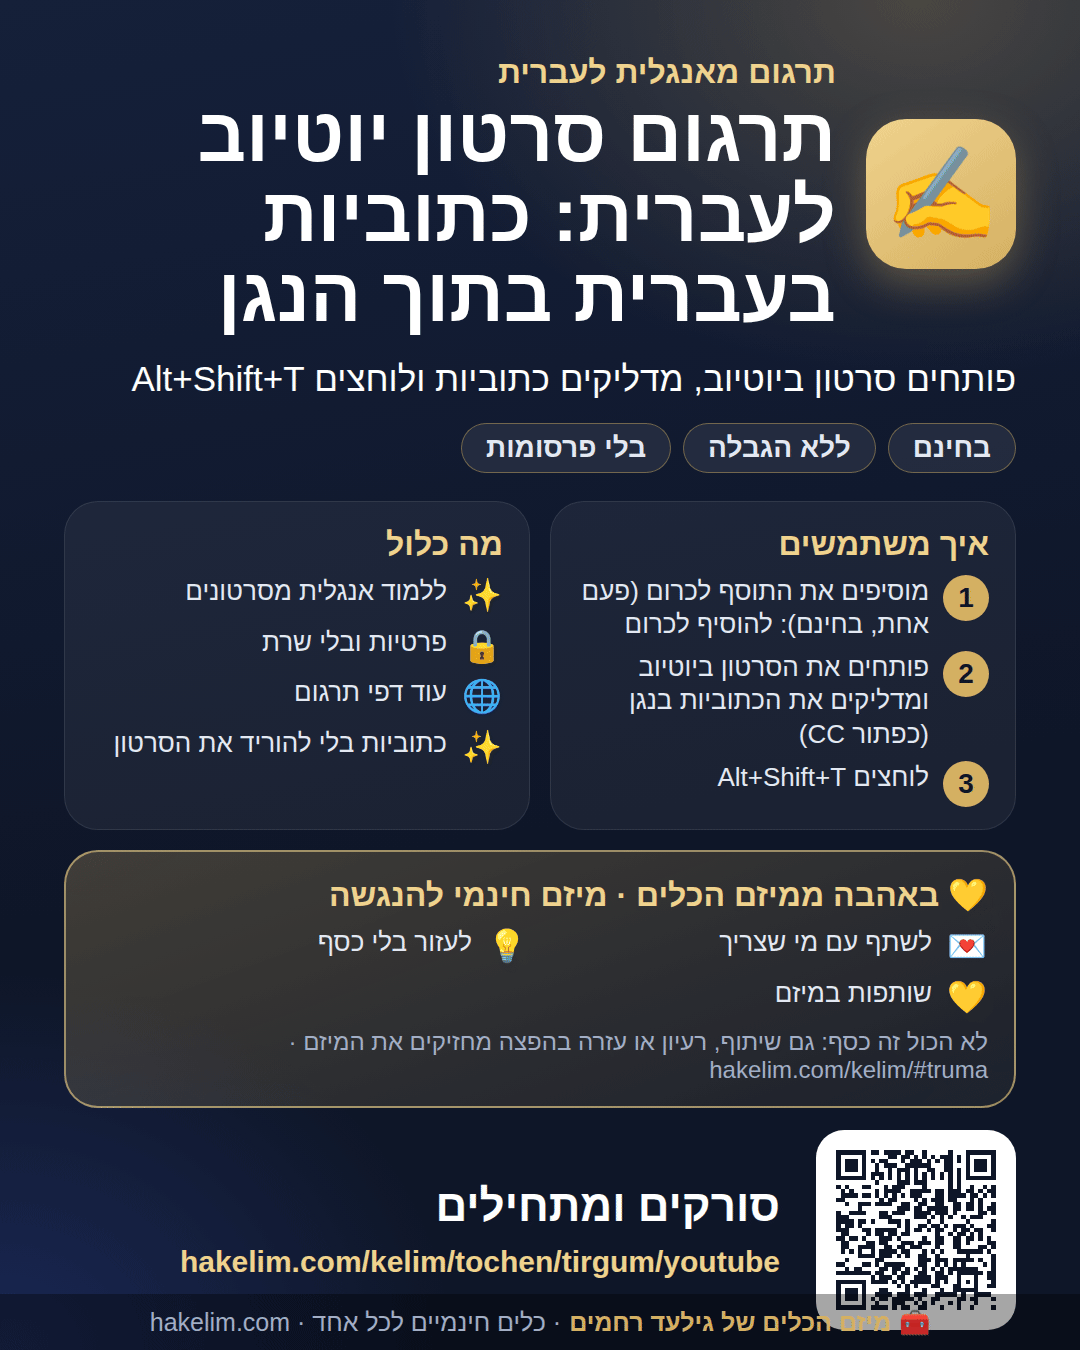 תרגום מאנגלית לעברית
תרגום סרטון יוטיוב
לעברית: כתוביות
בעברית בתוך הנגן
פותחים סרטון ביוטיוב, מדליקים כתוביות ולוחצים Alt+Shift+T
בחינם
ללא הגבלה
בלי פרסומות
איך משתמשים
1
מוסיפים את התוסף לכרום (פעם
אחת, בחינם): להוסיף לכרום
2
פותחים את הסרטון ביוטיוב
ומדליקים את הכתוביות בנגן
(כפתור CC)
3
לוחצים Alt+Shift+T
מה כלול
ללמוד אנגלית מסרטונים
פרטיות ובלי שרת
עוד דפי תרגום
כתוביות בלי להוריד את הסרטון
באהבה ממיזם הכלים · מיזם חינמי להנגשה
לשתף עם מי שצריך
לעזור בלי כסף
שותפות במיזם
לא הכול זה כסף: גם שיתוף, רעיון או עזרה בהפצה מחזיקים את המיזם ·
hakelim.com/kelim/#truma
סורקים ומתחילים
hakelim.com/kelim/tochen/tirgum/youtube
מיזם הכלים של גילעד רחמים · כלים חינמיים לכל אחד · hakelim.com